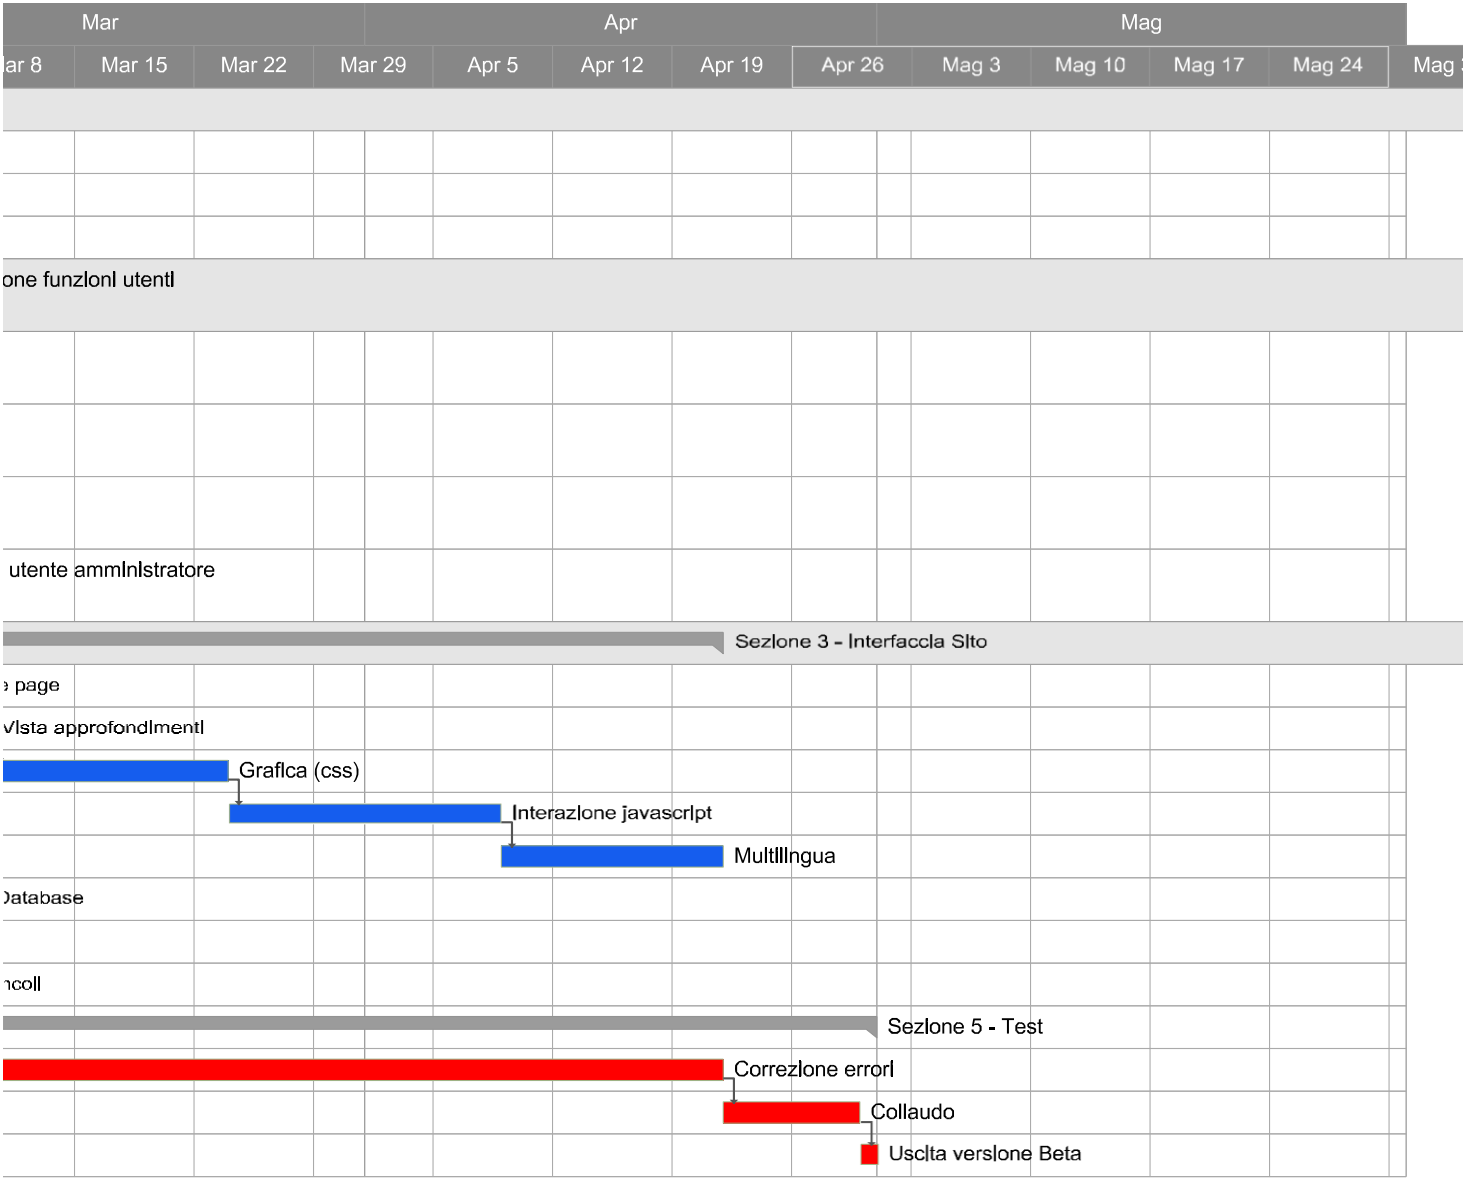 Mar Apr Mag
ar 8 Mar 15 Mar 22 Mar 29 Apr 5 Apr 12 Apr 19 Apr 26 Mag 3 Mag 10 Mag 17 Mag 24 Mag
one funzioni utenti
utente amministratore
Sezione 3 - Interfaccia Sito
e page
Vista approfondimenti
Grafica (css)
Interazione javascript
Multilingua
Database
ncoli
Sezione 5 - Test
Correzione errori
Collaudo
Uscita versione Beta